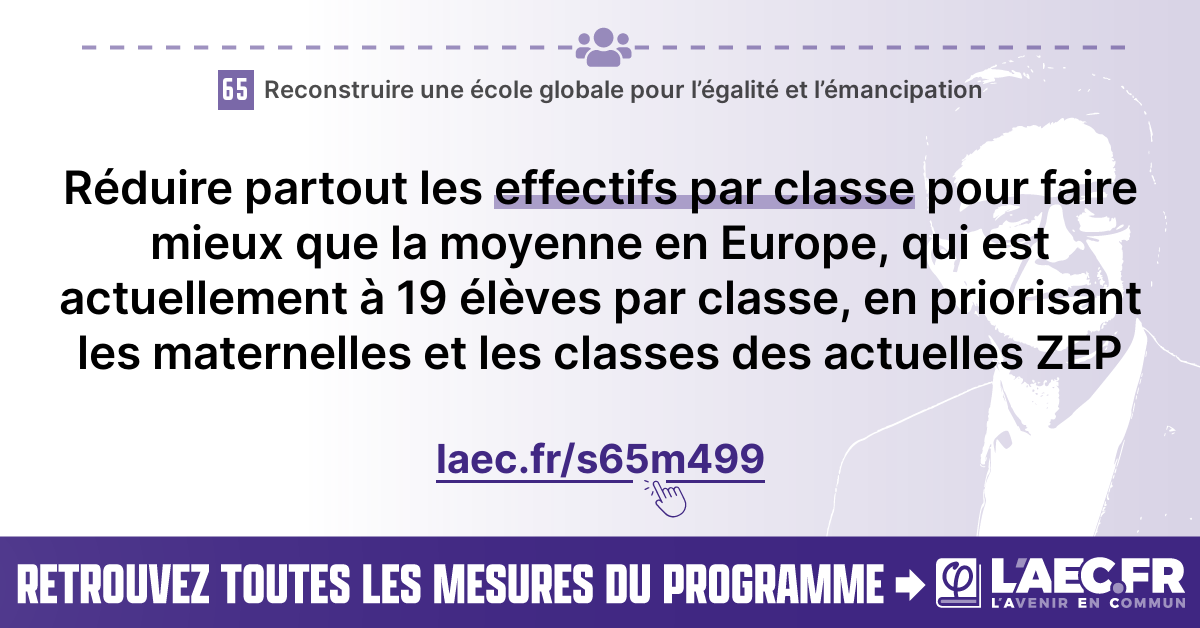 65 Reconstruire une école globale pour l’égalité et l’émancipation
Réduire partout les effectifs par classe pour faire
mieux que la moyenne en Europe, qui est
actuellement à 19 élèves par classe, en priorisant
les maternelles et les classes des actuelles ZEP
laec.fr/s65m499
RETROUVEZ TOUTES LES MESURES DU PROGRAMME
L'AEC.FR
L'AVENIR EN COMMUN